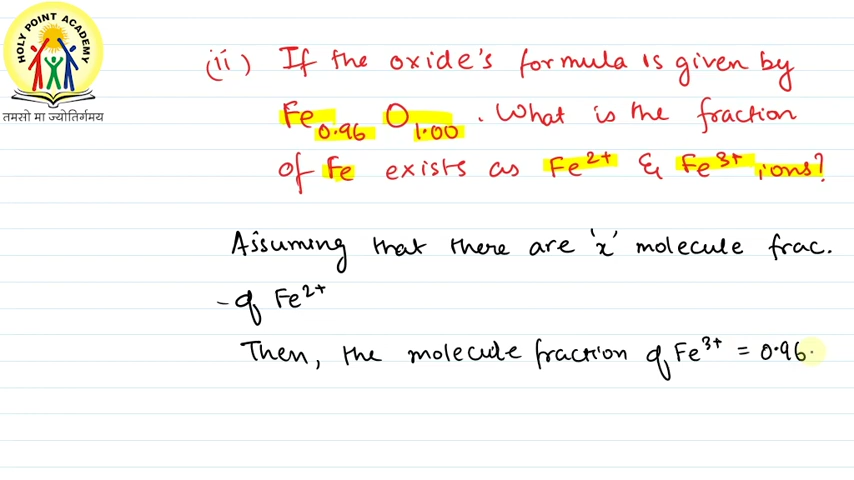 HOLY POINT ACADEMY
तमसो मा ज्योतिर्गमय
(ii) If the oxide's formula is given by
Fe0.96 O1.00. What is the fraction
of Fe exists as Fe2+ & Fe3+ ions?
Assuming that there are 'x' molecule frac.
of Fe2+
Then, the molecule fraction of Fe3+ = 0.96